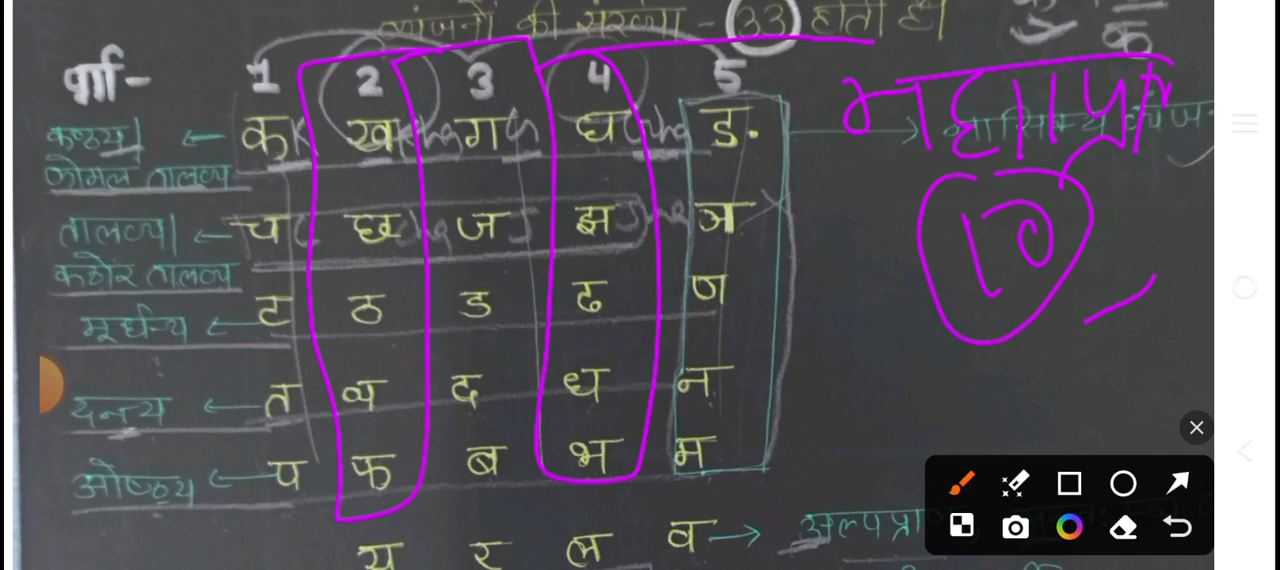 व्यंजनों की संख्या - 33 होती है।
वर्ग - 1 2 3 4 5
कण्ठ्य| ← क ख ग घ ङ → नासिक्य व्यंजन
कोमल तालव्य
महाप्रा
तालव्य| ← च छ ज झ ञ
कठोर तालव्य
10
मूर्धन्य ← ट ठ ड ढ ण
दन्त्य ← त थ द ध न
ओष्ठ्य ← प फ ब भ म
य र ल व → अल्पप्रा